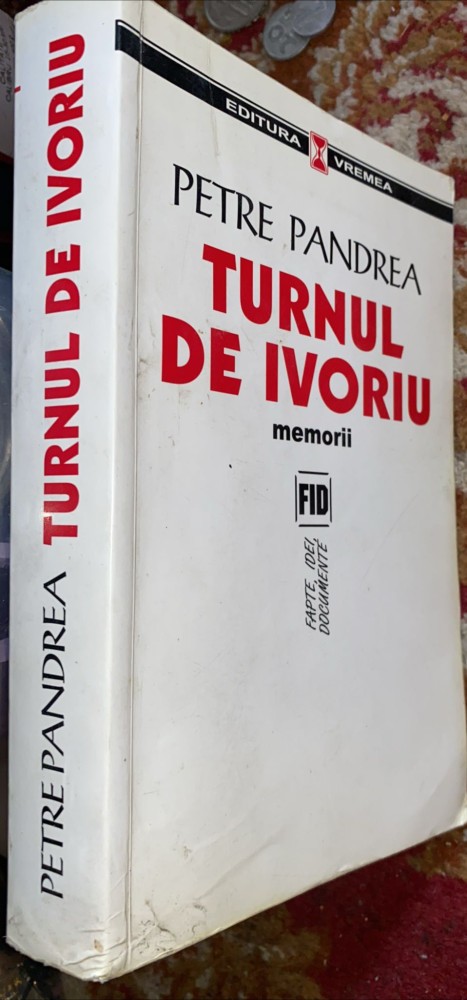 PETRE PANDREA TURNUL DE IVORIU
EDITURA VREMEA
PETRE PANDREA
TURNUL
DE IVORIU
memorii
FID
FAPTE, IDEI,
DOCUMENTE